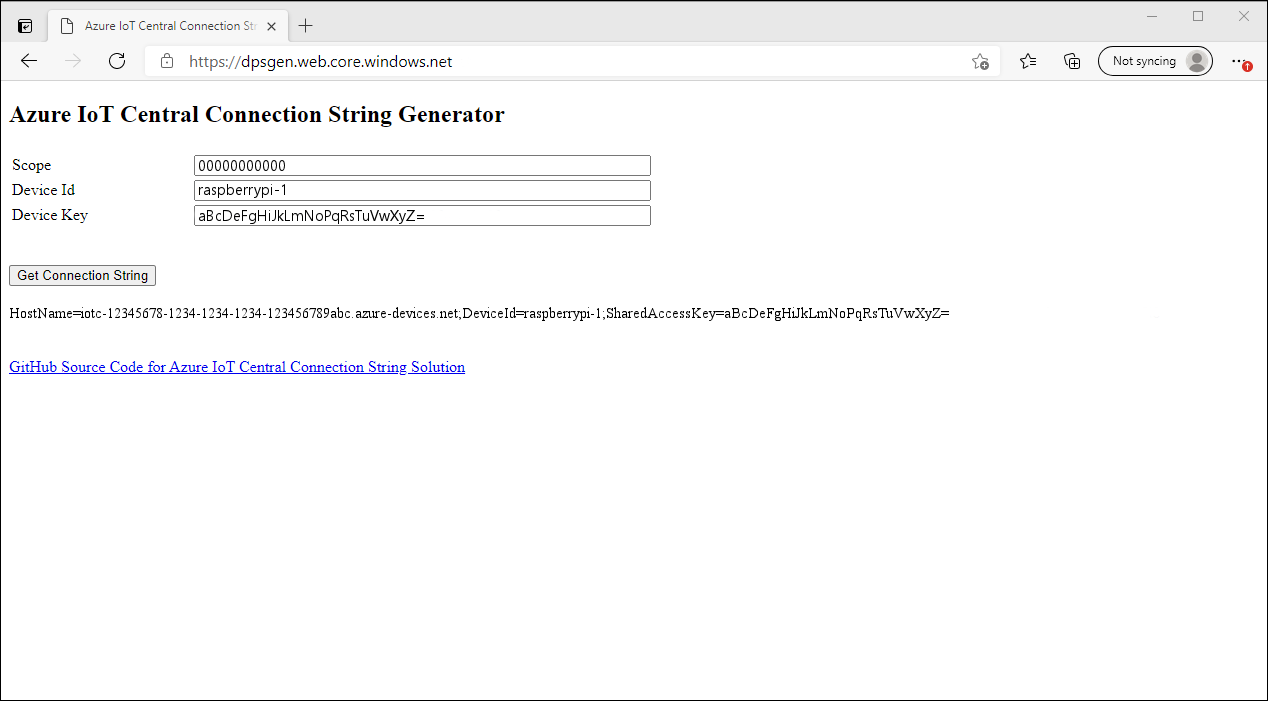 Azure IoT Central Connection Str
https://dpsgen.web.core.windows.net
Not syncing
Azure IoT Central Connection String Generator
Scope 00000000000
Device Id raspberrypi-1
Device Key aBcDeFgHiJkLmNoPqRsTuVwXyZ=
Get Connection String
HostName=iotc-12345678-1234-1234-1234-123456789abc.azure-devices.net;DeviceId=raspberrypi-1;SharedAccessKey=aBcDeFgHiJkLmNoPqRsTuVwXyZ=
GitHub Source Code for Azure IoT Central Connection String Solution